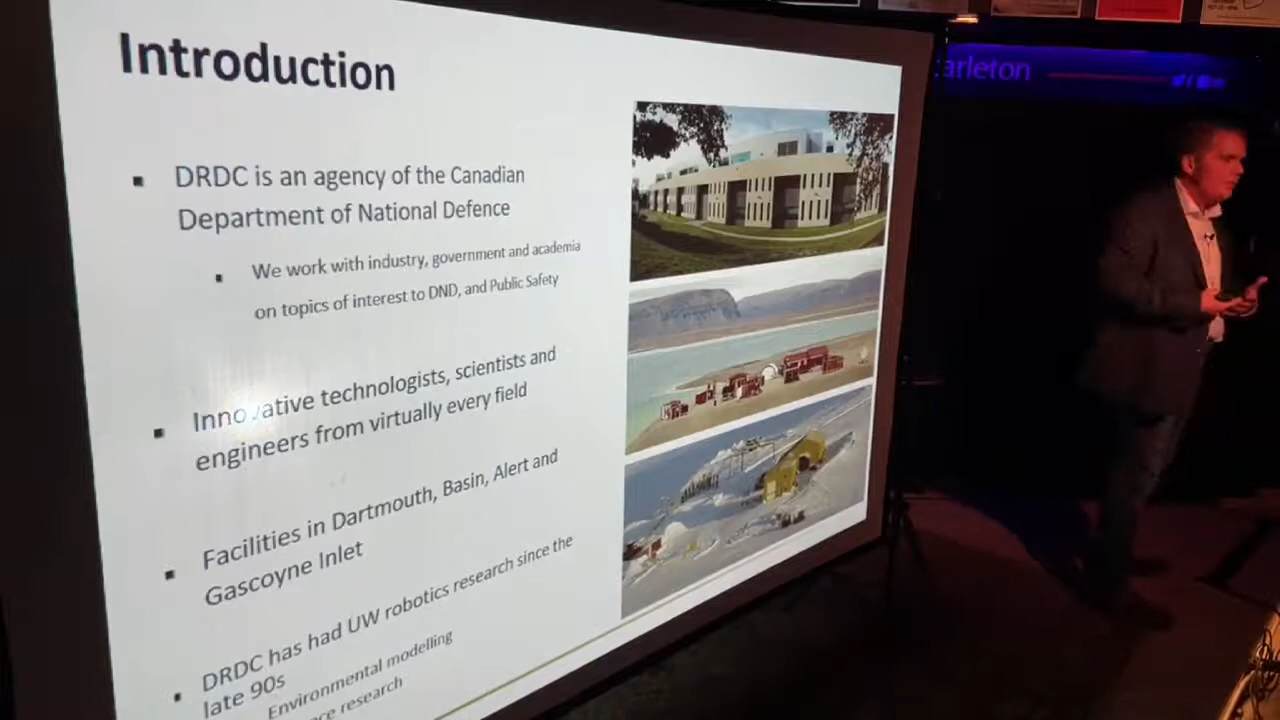 Introduction
DRDC is an agency of the Canadian
Department of National Defence
We work with industry, government and academia
on topics of interest to DND, and Public Safety
Innovative technologists, scientists and
engineers from virtually every field
Facilities in Dartmouth, Basin, Alert and
Gascoyne Inlet
DRDC has had UW robotics research since the
late 90s
Environmental modelling
research
arleton